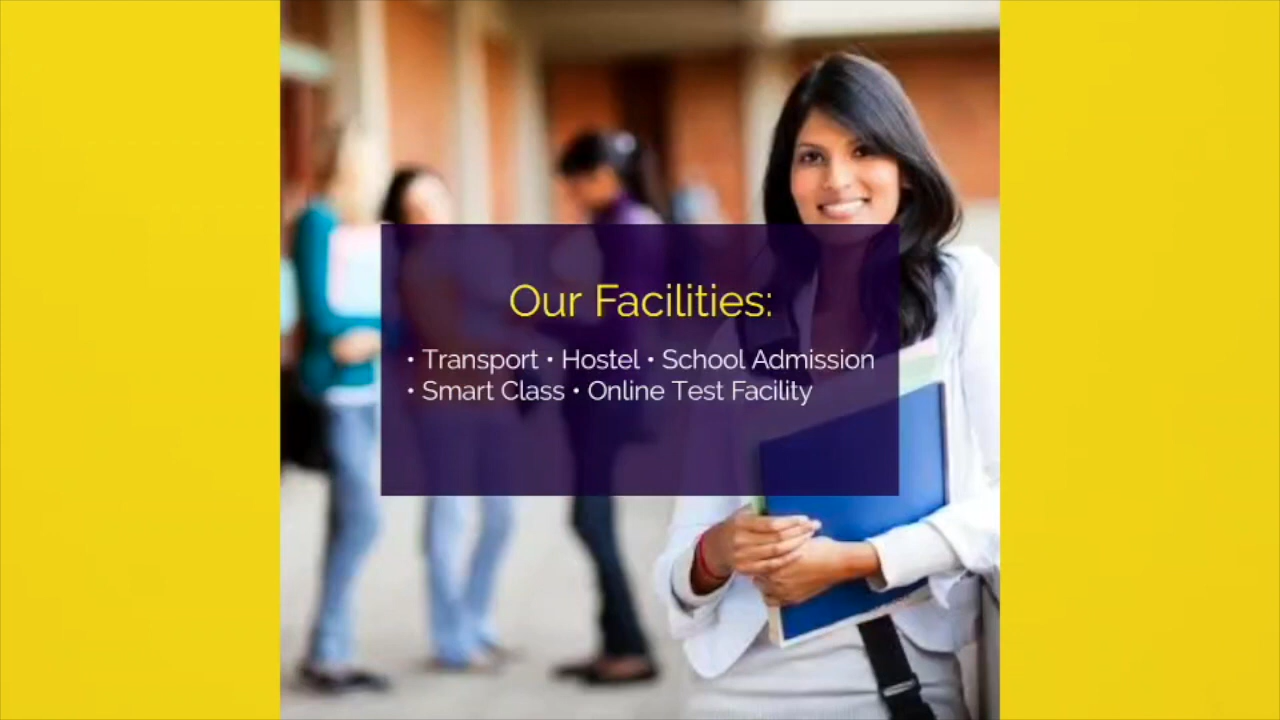 Our Facilities:
• Transport • Hostel • School Admission
• Smart Class • Online Test Facility